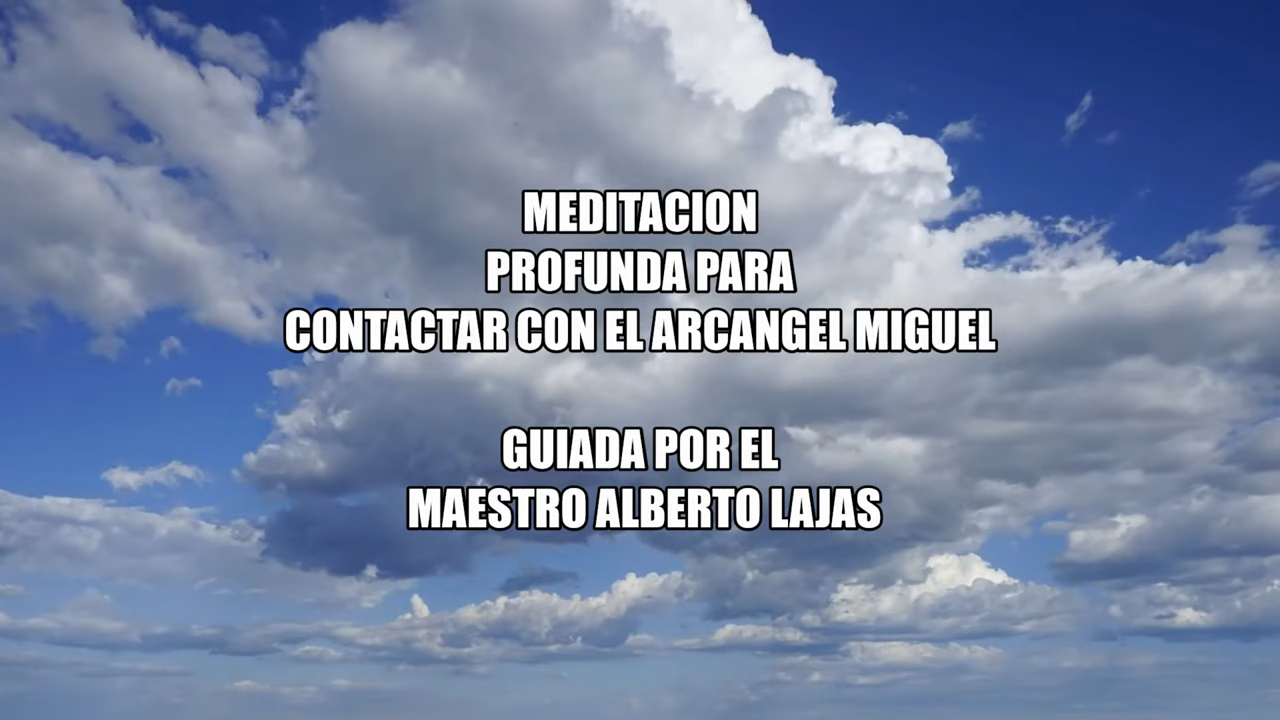 MEDITACION
PROFUNDA PARA
CONTACTAR CON EL ARCANGEL MIGUEL
GUIADA POR EL
MAESTRO ALBERTO LAJAS